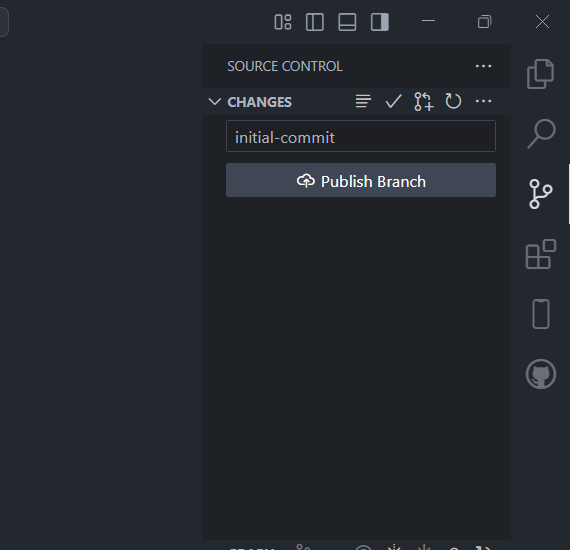 SOURCE CONTROL
CHANGES
initial-commit
Publish Branch